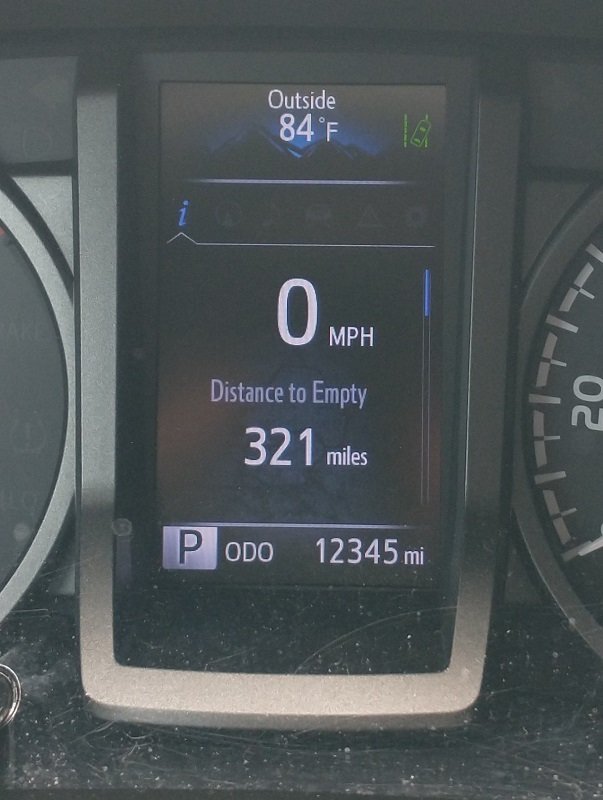 Outside
84°F
i
0 MPH
Distance to Empty
321 miles
P ODO 12345 mi
20